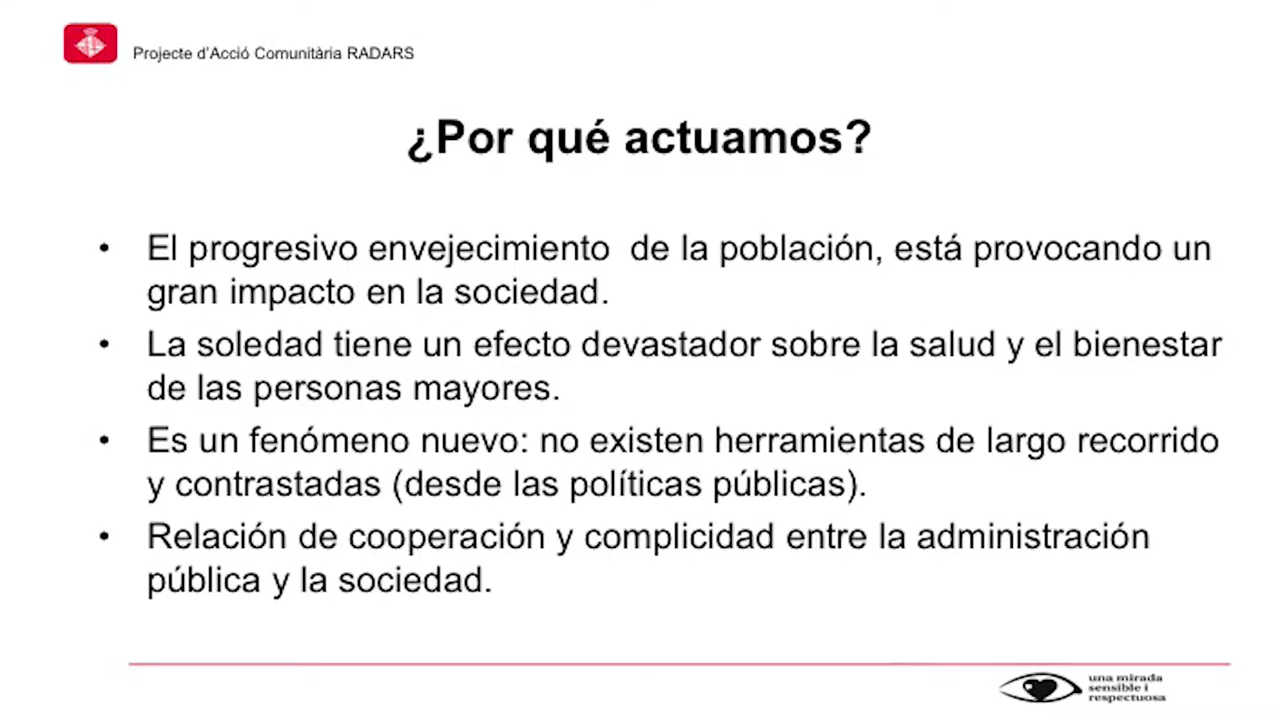 Projecte d'Acció Comunitària RADARS
¿Por qué actuamos?
• El progresivo envejecimiento de la población, está provocando un
gran impacto en la sociedad.
• La soledad tiene un efecto devastador sobre la salud y el bienestar
de las personas mayores.
• Es un fenómeno nuevo: no existen herramientas de largo recorrido
y contrastadas (desde las políticas públicas).
• Relación de cooperación y complicidad entre la administración
pública y la sociedad.
una mirada
sensible i
respectuosa